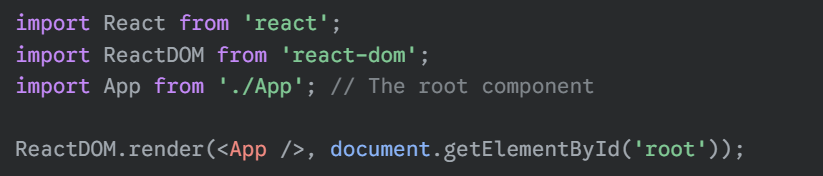 import React from 'react';
import ReactDOM from 'react-dom';
import App from './App'; // The root component
ReactDOM.render(<App />, document.getElementById('root'));